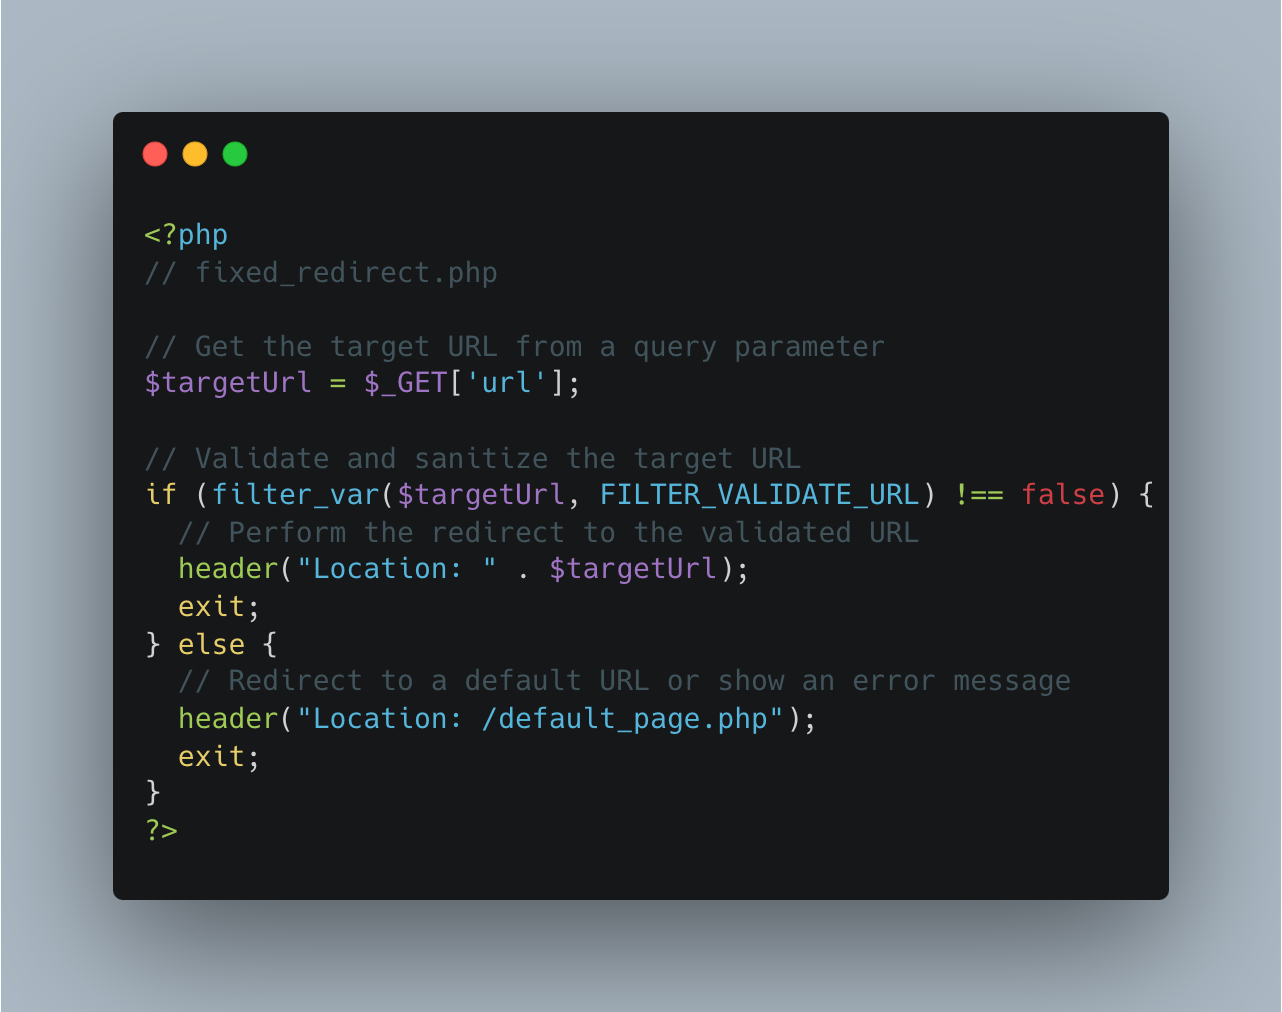 <?php
// fixed_redirect.php
// Get the target URL from a query parameter
$targetUrl = $_GET['url'];
// Validate and sanitize the target URL
if (filter_var($targetUrl, FILTER_VALIDATE_URL) !== false) {
  // Perform the redirect to the validated URL
  header("Location: " . $targetUrl);
  exit;
} else {
  // Redirect to a default URL or show an error message
  header("Location: /default_page.php");
  exit;
}
?>